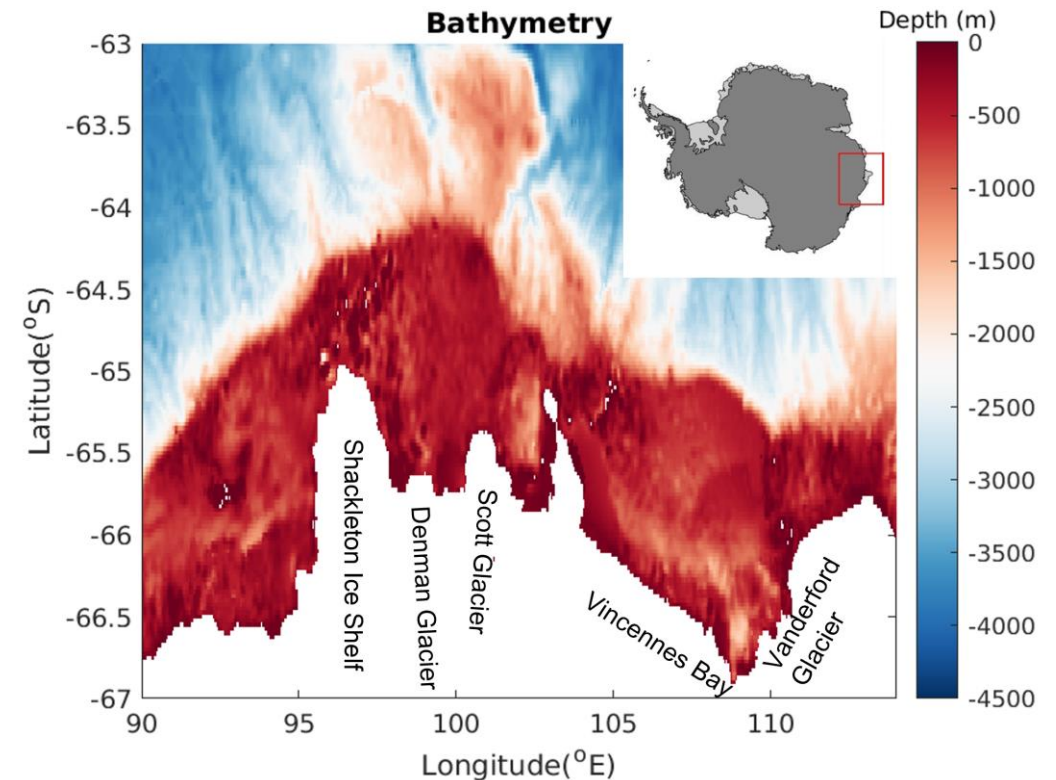 Bathymetry
Depth (m)
-63
-63.5
-64
-64.5
-65
-65.5
-66
-66.5
-67
Latitude(°S)
90
95
100
105
110
Longitude(°E)
0
-500
-1000
-1500
-2000
-2500
-3000
-3500
-4000
-4500
Shackleton Ice Shelf
Denman Glacier
Scott Glacier
Vincennes Bay
Vanderford
Glacier